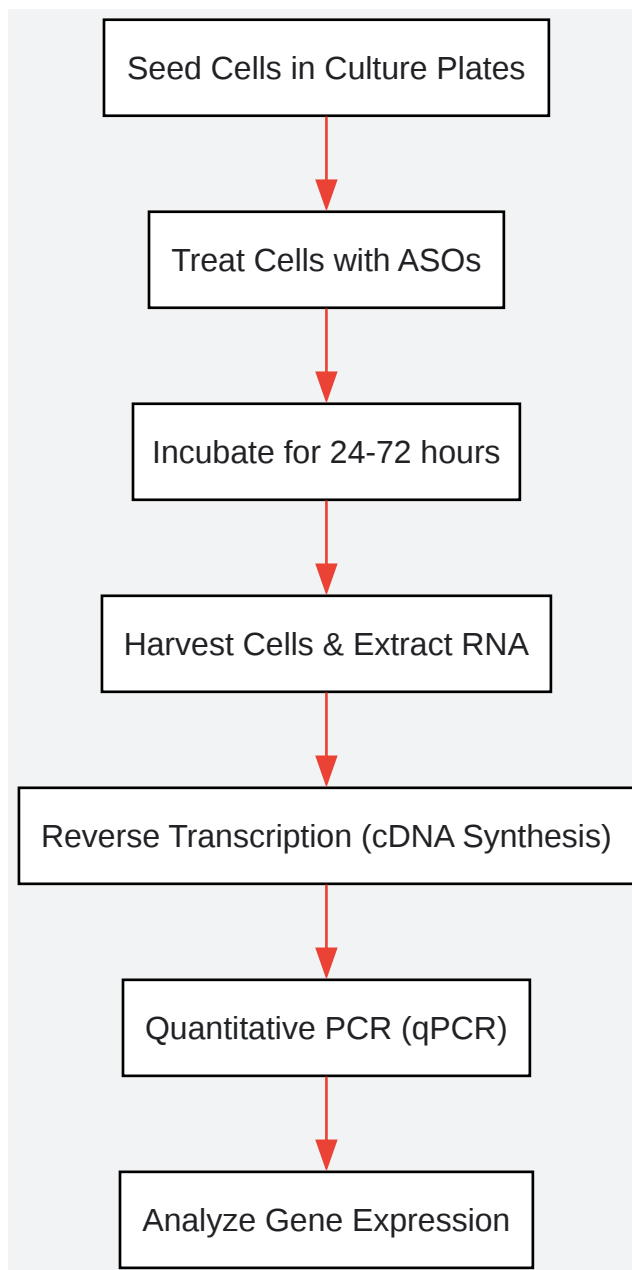 Seed Cells in Culture Plates
Treat Cells with ASOs
Incubate for 24-72 hours
Harvest Cells & Extract RNA
Reverse Transcription (cDNA Synthesis)
Quantitative PCR (qPCR)
Analyze Gene Expression